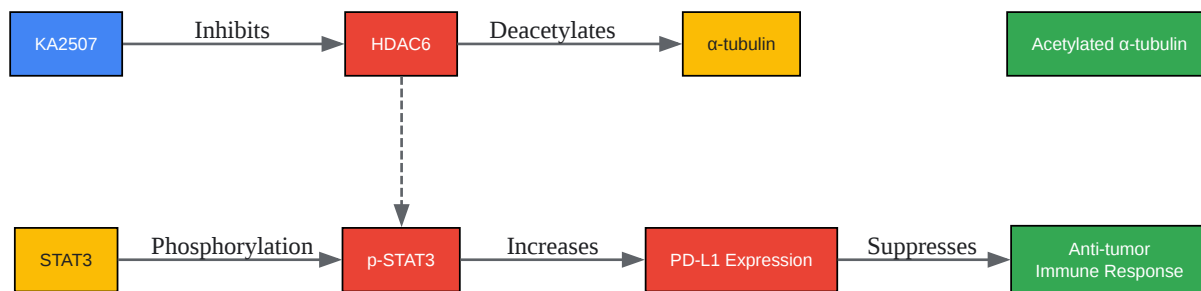 KA2507
Inhibits
HDAC6
Deacetylates
α-tubulin
Acetylated α-tubulin
STAT3
Phosphorylation
p-STAT3
Increases
PD-L1 Expression
Suppresses
Anti-tumor
Immune Response